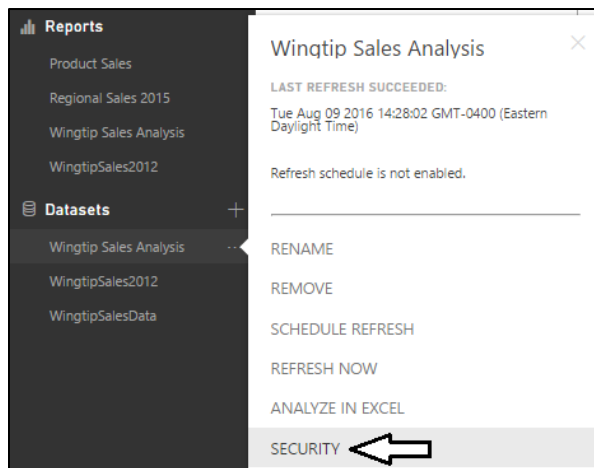 Reports
Product Sales
Regional Sales 2015
Wingtip Sales Analysis
WingtipSales2012
Datasets
Wingtip Sales Analysis
WingtipSales2012
WingtipSalesData
Wingtip Sales Analysis
LAST REFRESH SUCCEEDED:
Tue Aug 09 2016 14:28:02 GMT-0400 (Eastern
Daylight Time)
Refresh schedule is not enabled.
RENAME
REMOVE
SCHEDULE REFRESH
REFRESH NOW
ANALYZE IN EXCEL
SECURITY